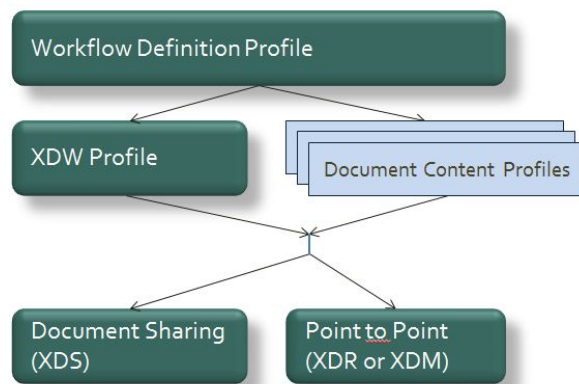 Workflow Definition Profile
XDW Profile
Document Content Profiles
Document Sharing
(XDS)
Point to Point
(XDR or XDM)